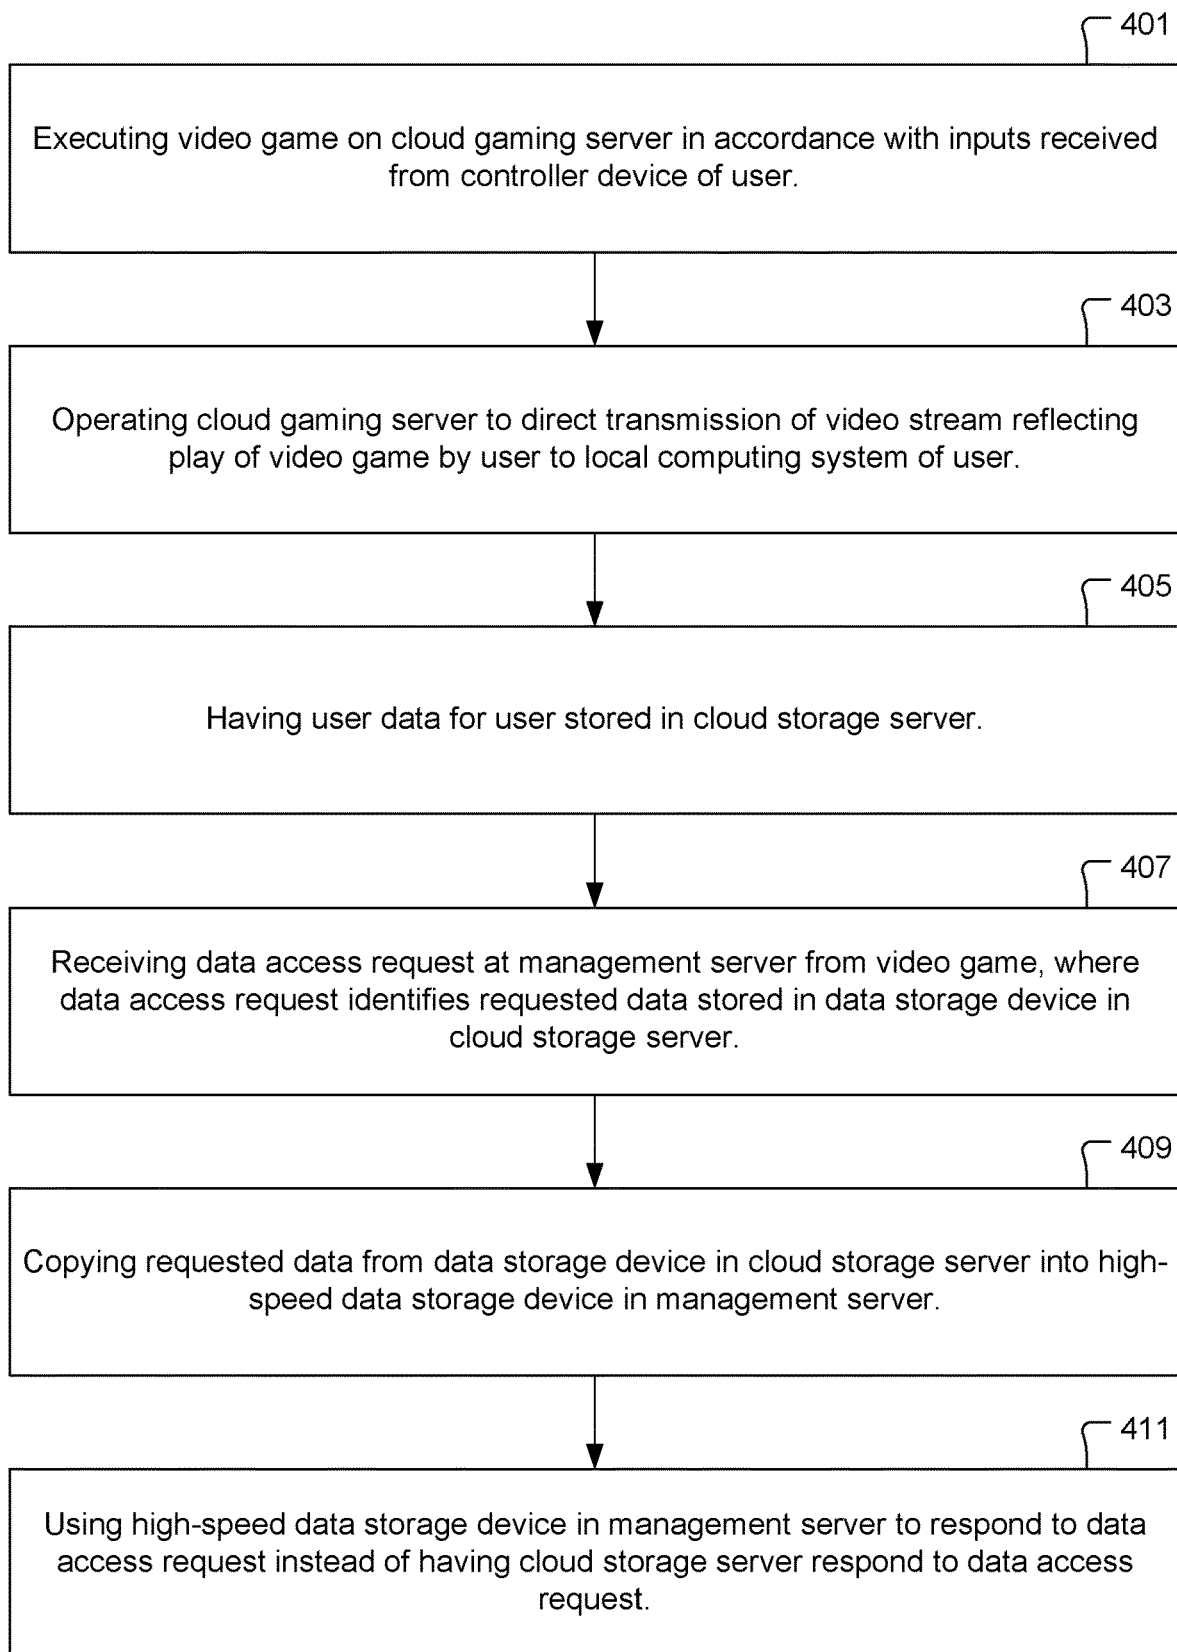 401
Executing video game on cloud gaming server in accordance with inputs received
from controller device of user.
403
Operating cloud gaming server to direct transmission of video stream reflecting
play of video game by user to local computing system of user.
405
Having user data for user stored in cloud storage server.
407
Receiving data access request at management server from video game, where
data access request identifies requested data stored in data storage device in
cloud storage server.
409
Copying requested data from data storage device in cloud storage server into high-
speed data storage device in management server.
411
Using high-speed data storage device in management server to respond to data
access request instead of having cloud storage server respond to data access
request.